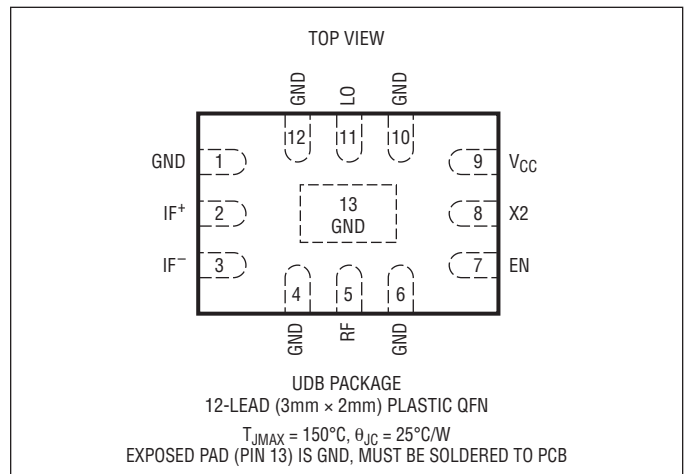 TOP VIEW
GND LO GND
12 11 10
GND 1 9 VCC
13
GND
IF+ 2 8 X2
IF− 3 7 EN
4 5 6
GND RF GND
UDB PACKAGE
12-LEAD (3mm × 2mm) PLASTIC QFN
TJMAX = 150°C, θJC = 25°C/W
EXPOSED PAD (PIN 13) IS GND, MUST BE SOLDERED TO PCB